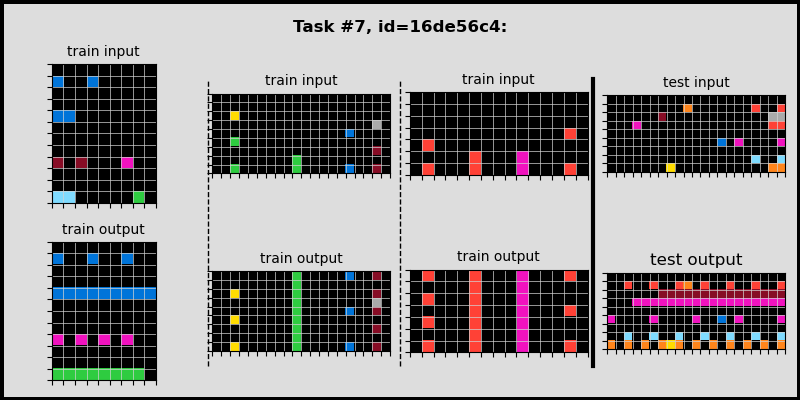 Task #7, id=16de56c4:
train input
train input
train input
test input
train output
train output
train output
test output